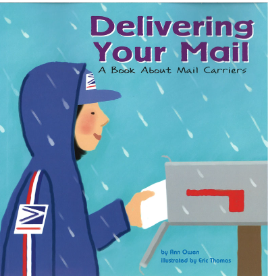 Delivering
Your Mail
A Book About Mail Carriers
by Ann Owen
illustrated by Eric Thomas